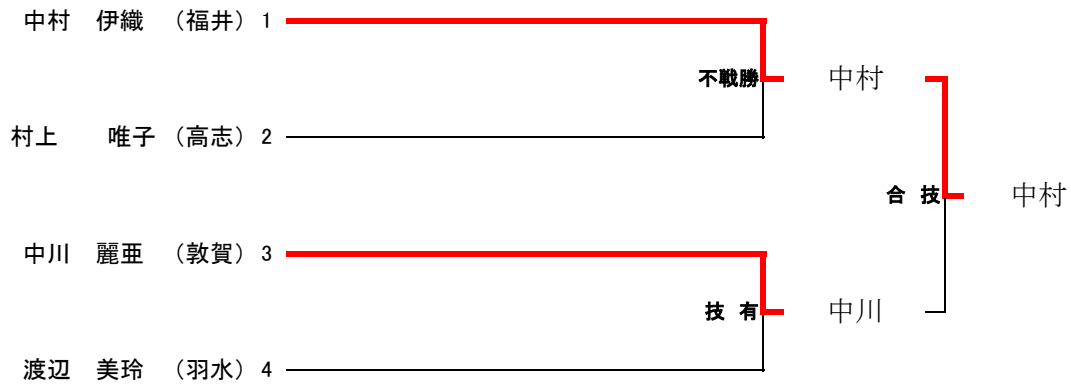 中村　伊織　（福井） 1
不戦勝　中村
村上　　唯子 （高志） 2
合 技　中村
中川　麗亜　（敦賀） 3
技 有　中川
渡辺　美玲　（羽水） 4